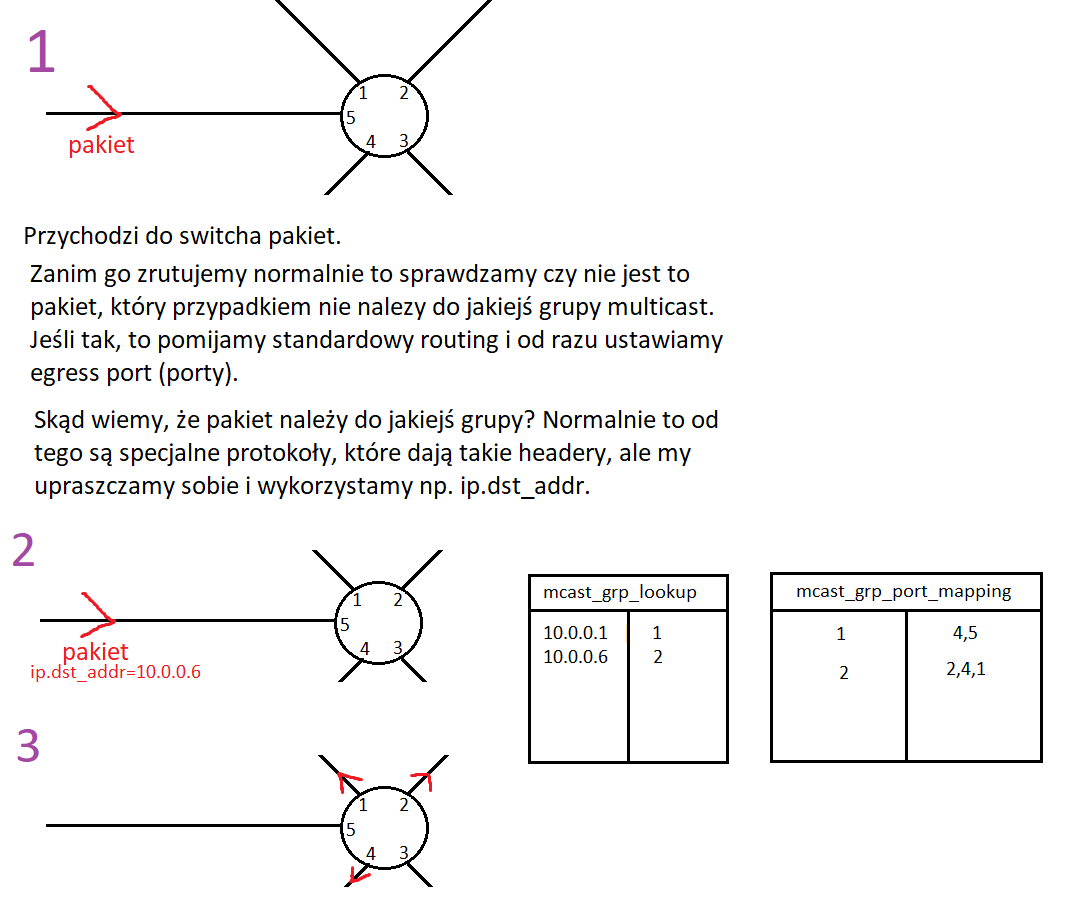 1
1 2
5
4 3
pakiet
Przychodzi do switcha pakiet.
Zanim go zrutujemy normalnie to sprawdzamy czy nie jest to
pakiet, który przypadkiem nie nalezy do jakiejś grupy multicast.
Jeśli tak, to pomijamy standardowy routing i od razu ustawiamy
egress port (porty).
Skąd wiemy, że pakiet należy do jakiejś grupy? Normalnie to od
tego są specjalne protokoły, które dają takie headery, ale my
upraszczamy sobie i wykorzystamy np. ip.dst_addr.
2
1 2
5
4 3
pakiet
ip.dst_addr=10.0.0.6
mcast_grp_lookup
10.0.0.1 1
10.0.0.6 2
mcast_grp_port_mapping
1 4,5
2 2,4,1
3
1 2
5
4 3